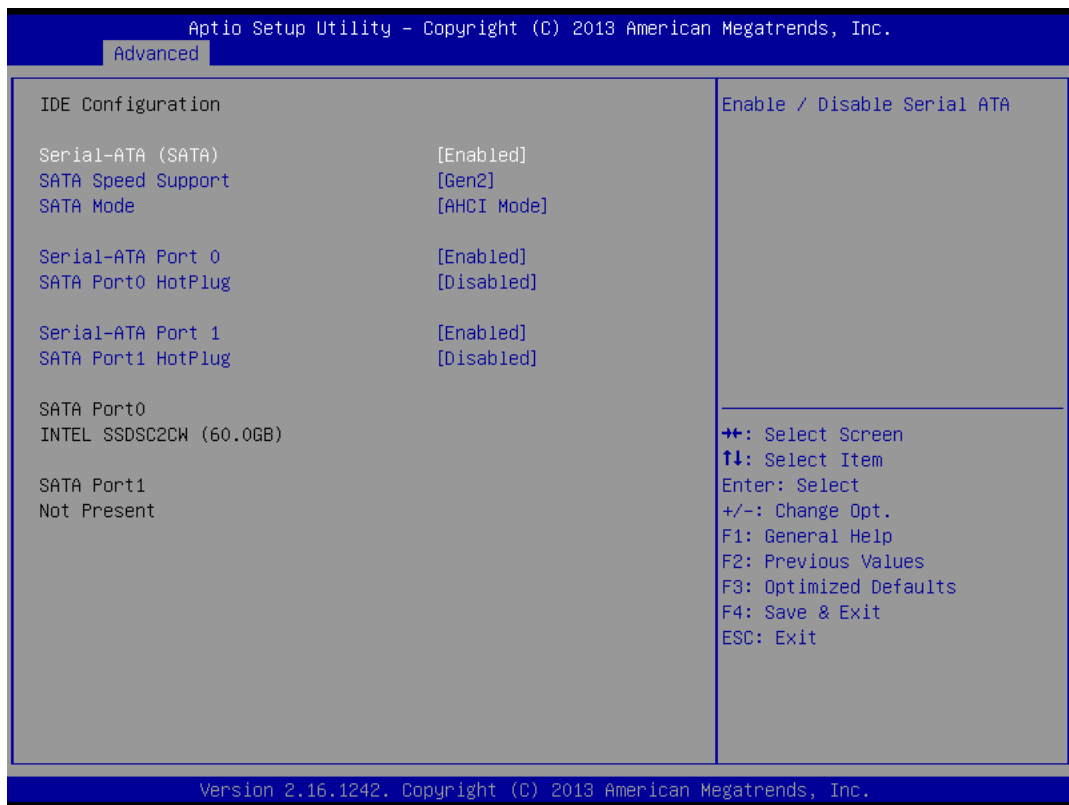 Aptio Setup Utility – Copyright (C) 2013 American Megatrends, Inc.
Advanced
IDE Configuration
Serial-ATA (SATA) [Enabled]
SATA Speed Support [Gen2]
SATA Mode [AHCI Mode]
Serial-ATA Port 0 [Enabled]
SATA Port0 HotPlug [Disabled]
Serial-ATA Port 1 [Enabled]
SATA Port1 HotPlug [Disabled]
SATA Port0
INTEL SSDSC2CW (60.0GB)
SATA Port1
Not Present
Enable / Disable Serial ATA
→←: Select Screen
↑↓: Select Item
Enter: Select
+/-: Change Opt.
F1: General Help
F2: Previous Values
F3: Optimized Defaults
F4: Save & Exit
ESC: Exit
Version 2.16.1242. Copyright (C) 2013 American Megatrends, Inc.